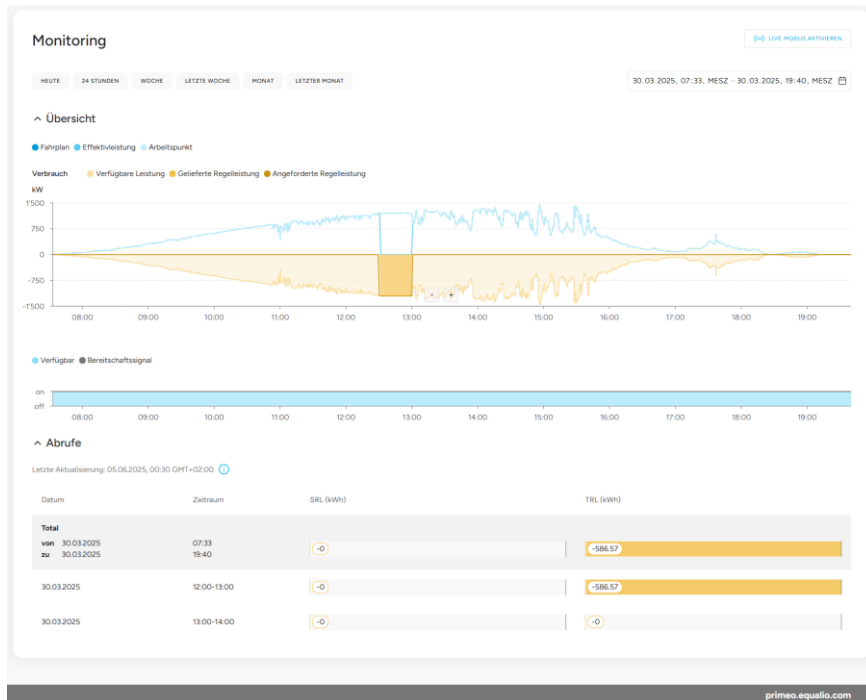 Monitoring
LIVE-MODUS AKTIVIEREN
HEUTE 24 STUNDEN WOCHE LETZTE WOCHE MONAT LETZTER MONAT
30.03.2025, 07:33, MESZ – 30.03.2025, 19:40, MESZ
Übersicht
Fahrplan Effektivleistung Arbeitspunkt
Verbrauch Verfügbare Leistung Gelieferte Regelleistung Angeforderte Regelleistung
kW
1'500
750
0
-750
-1'500
- +
08:00 09:00 10:00 11:00 12:00 13:00 14:00 15:00 16:00 17:00 18:00 19:00
Verfügbar Bereitschaftssignal
on
off
08:00 09:00 10:00 11:00 12:00 13:00 14:00 15:00 16:00 17:00 18:00 19:00
Abrufe
Letzte Aktualisierung: 05.06.2025, 00:30 GMT+02:00
Datum Zeitraum SRL (kWh) TRL (kWh)
Total
von 30.03.2025 07:33
zu 30.03.2025 19:40
-0 -586.57
30.03.2025 12:00-13:00 -0 -586.57
30.03.2025 13:00-14:00 -0 -0
primeo.equalio.com